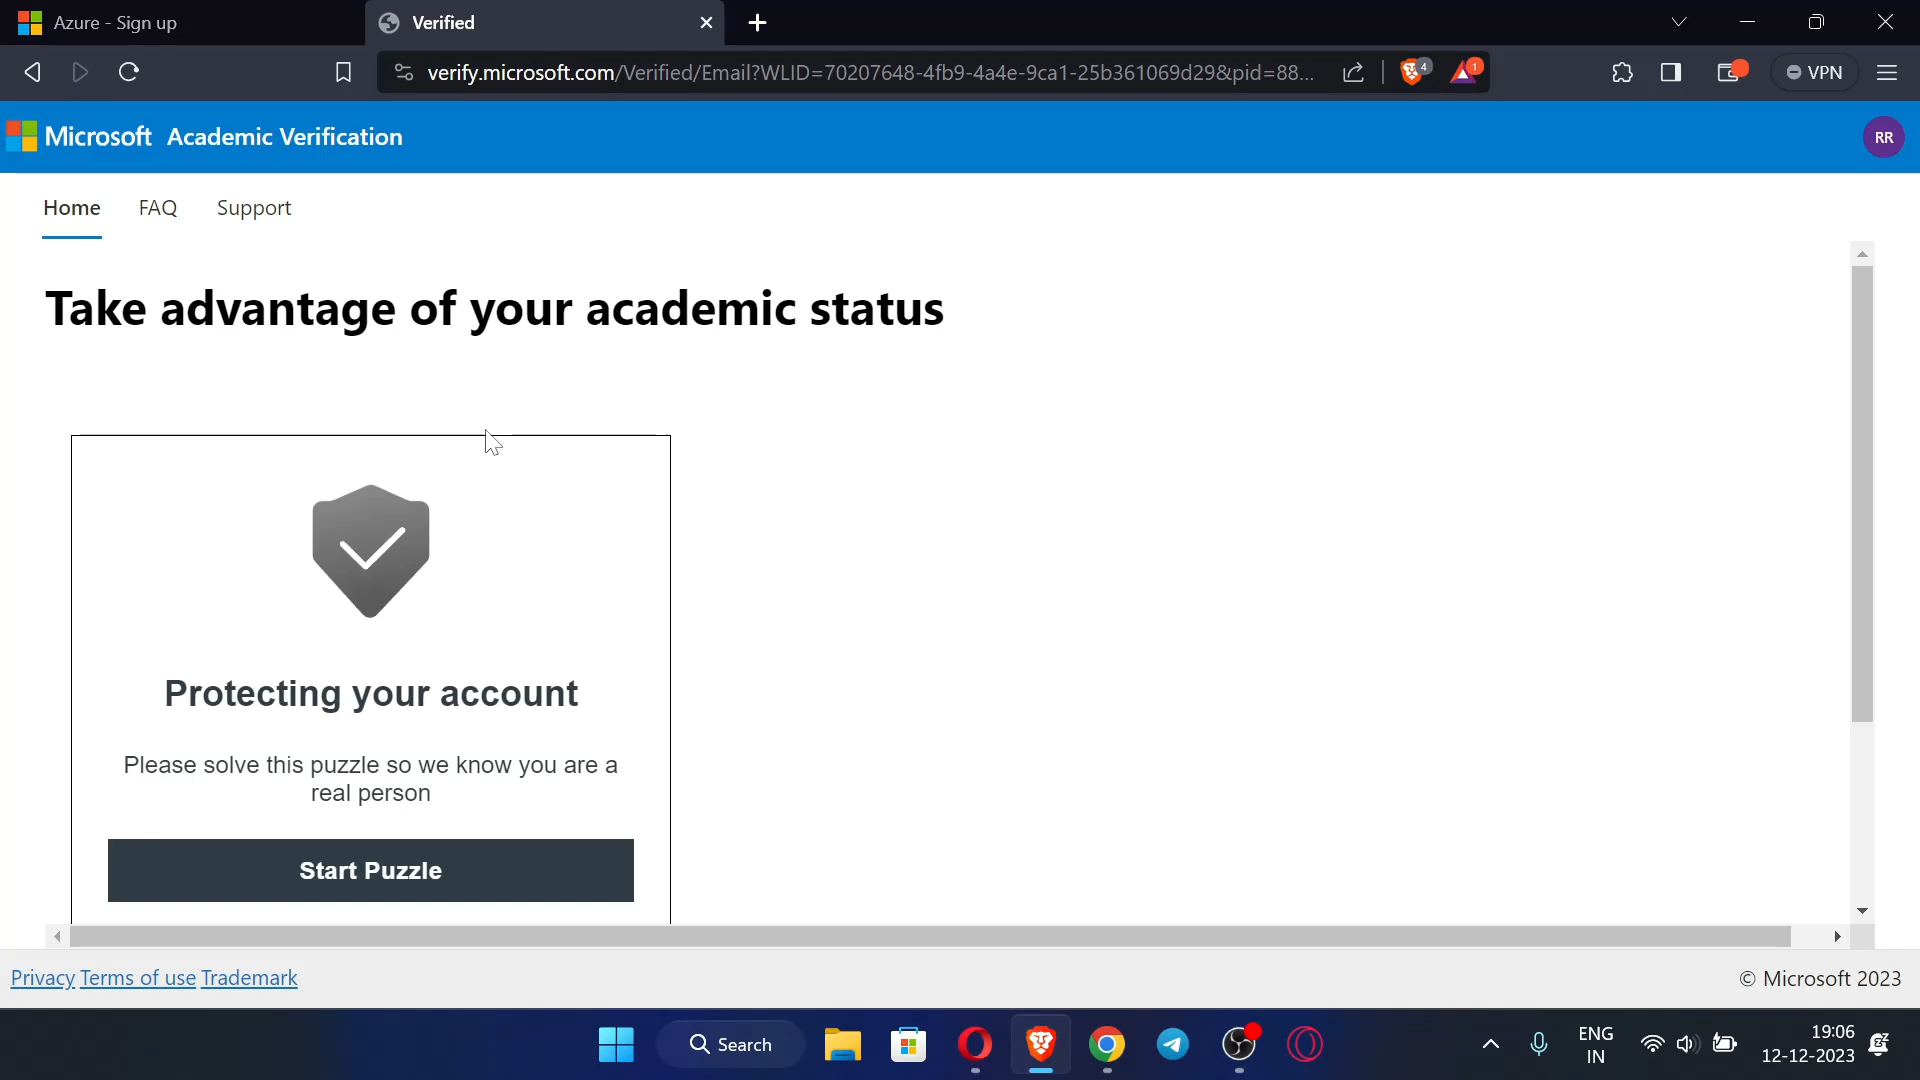 Azure - Sign up
Verified
verify.microsoft.com/Verified/Email?WLID=70207648-4fb9-4a4e-9ca1-25b361069d29&pid=88...
4
1
VPN
Microsoft Academic Verification
RR
Home
FAQ
Support
Take advantage of your academic status
Protecting your account
Please solve this puzzle so we know you are a
real person
Start Puzzle
Privacy Terms of use Trademark
© Microsoft 2023
Search
ENG
IN
19:06
12-12-2023